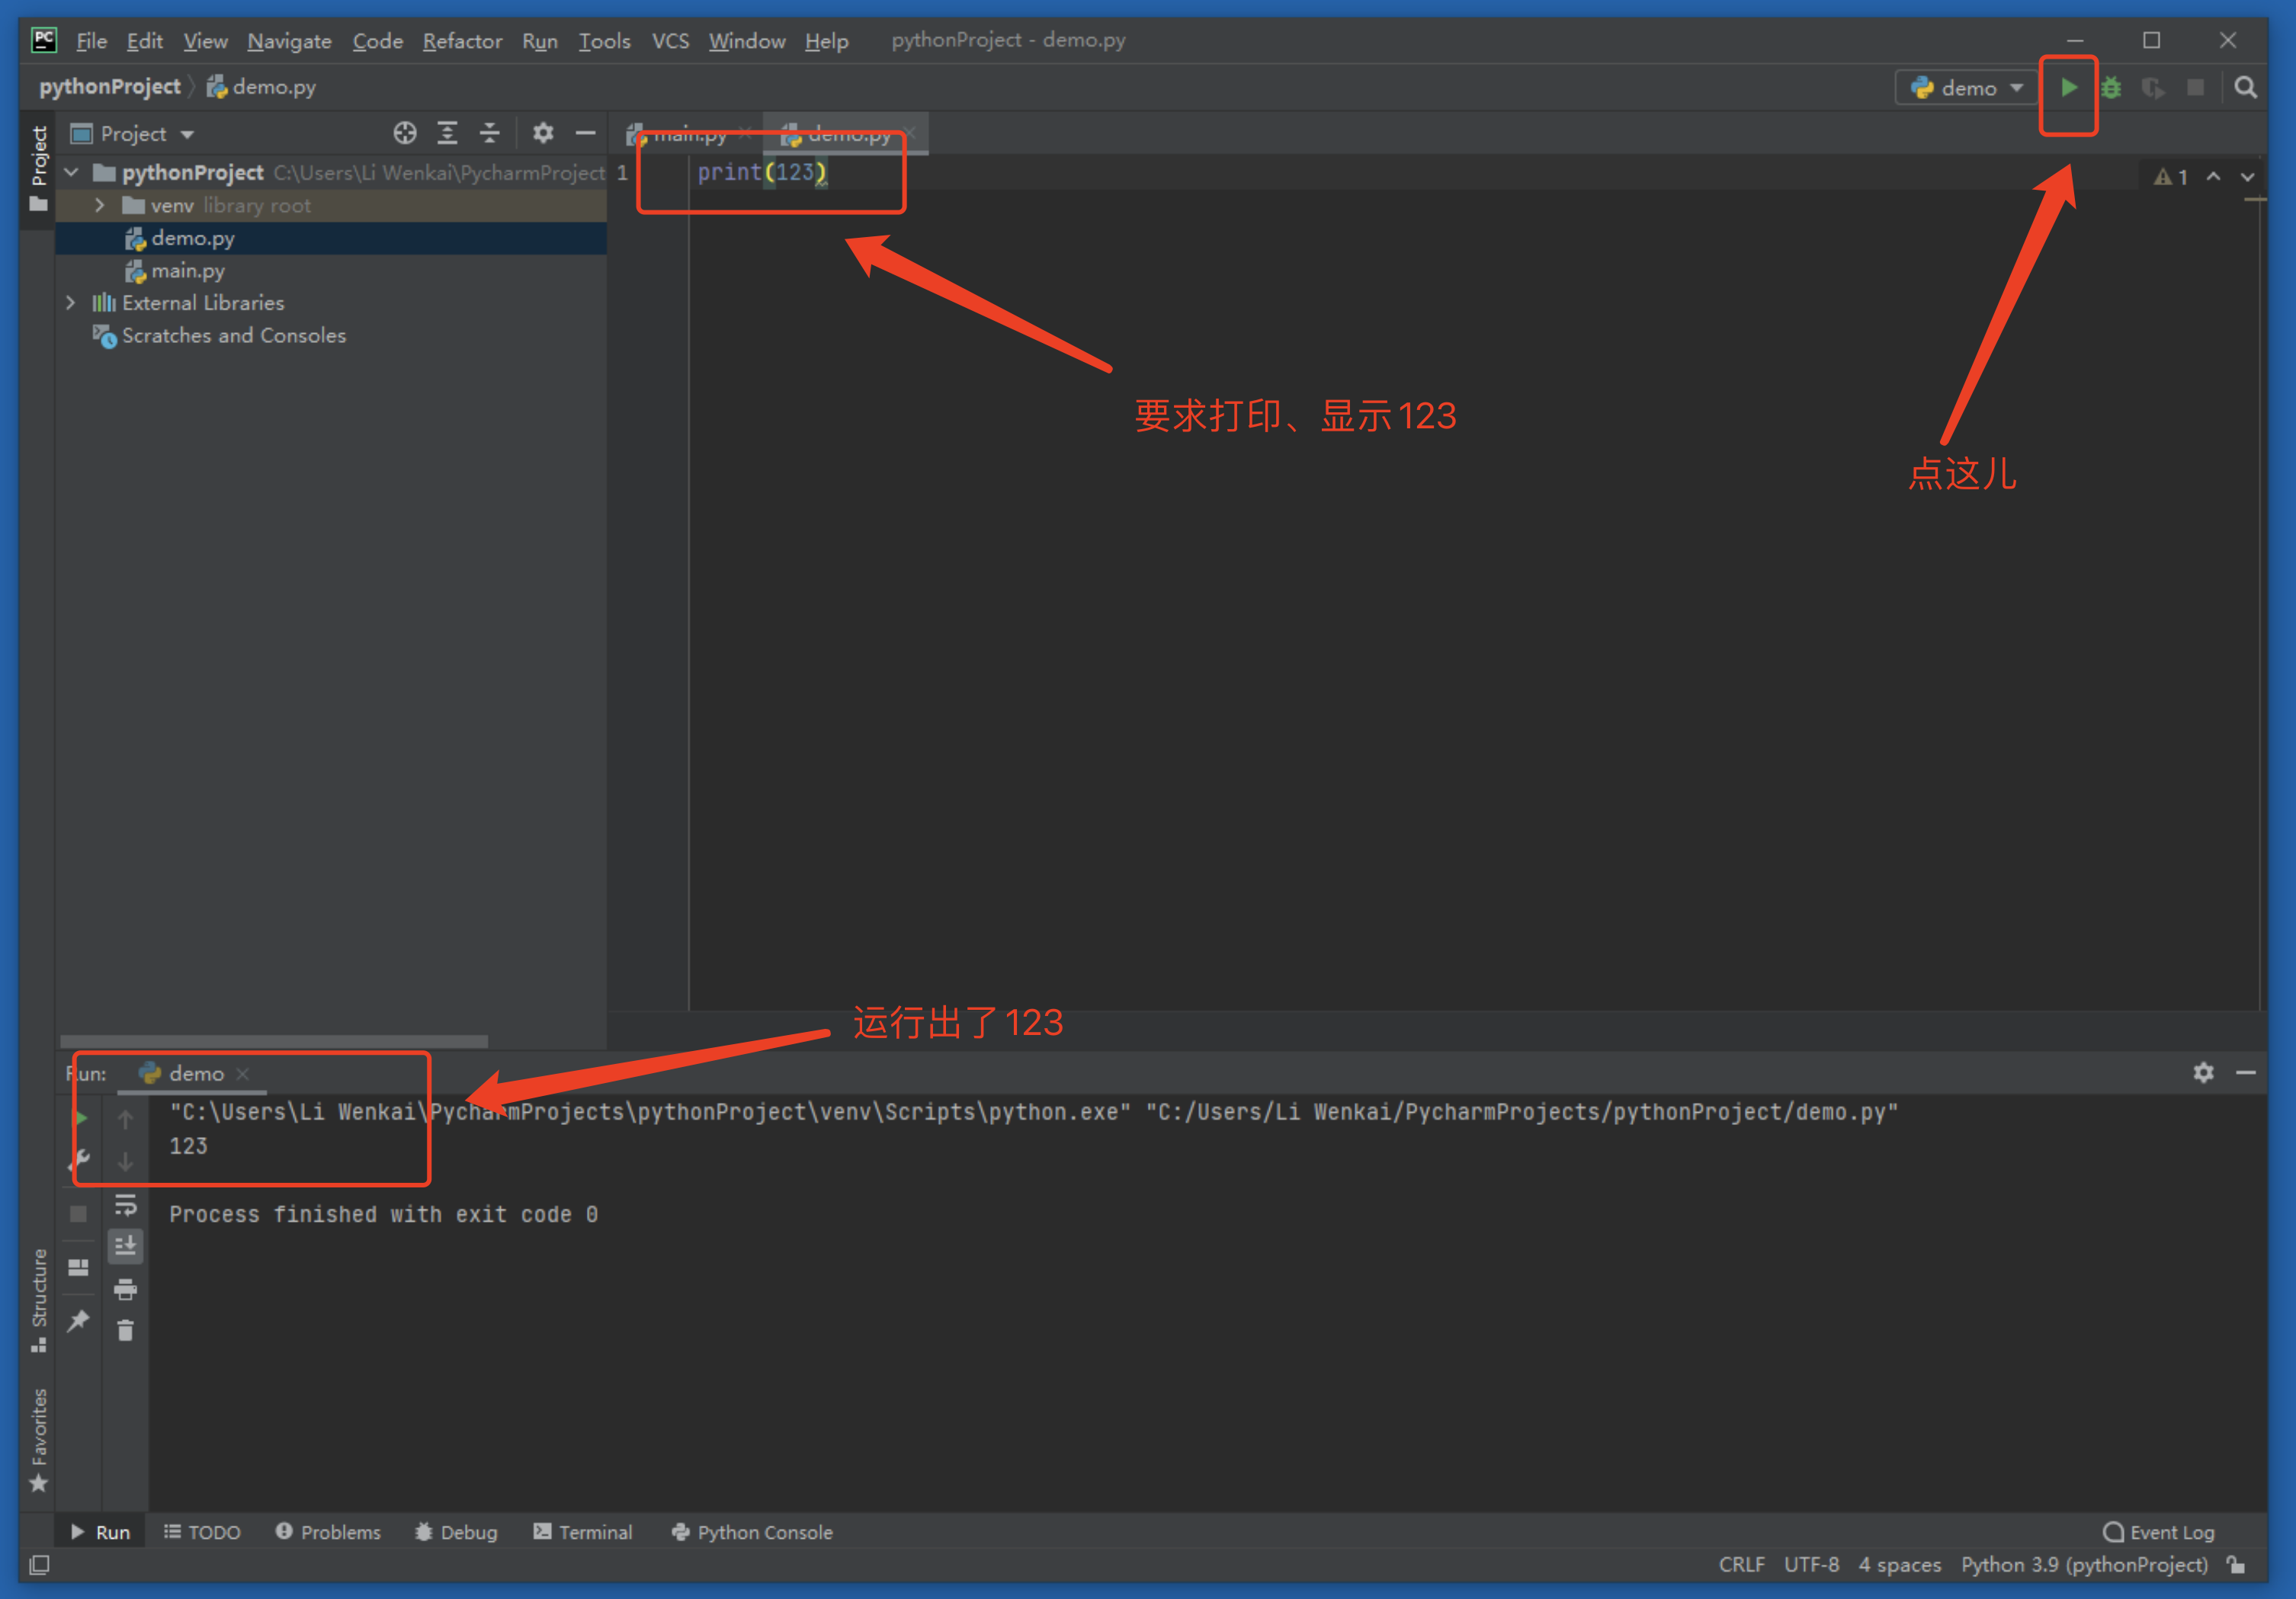 PC File Edit View Navigate Code Refactor Run Tools VCS Window Help pythonProject - demo.py
pythonProject demo.py demo
Project main.py demo.py
Project
pythonProject C:\Users\Li Wenkai\PycharmProject
1 print(123)
1
venv library root
demo.py
main.py
External Libraries
Scratches and Consoles
要求打印、显示123
点这儿
运行出了123
Run: demo
"C:\Users\Li Wenkai\PycharmProjects\pythonProject\venv\Scripts\python.exe" "C:/Users/Li Wenkai/PycharmProjects/pythonProject/demo.py"
123
Process finished with exit code 0
Structure
Favorites
Run TODO Problems Debug Terminal Python Console Event Log
CRLF UTF-8 4 spaces Python 3.9 (pythonProject)